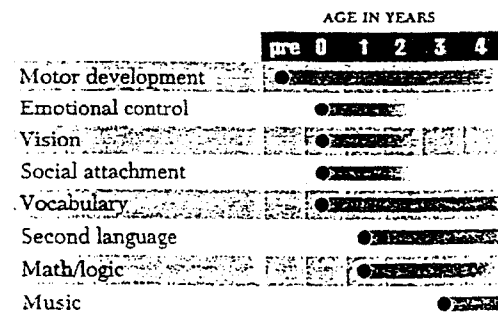 AGE IN YEARS
pre 0 1 2 3 4
Motor development
Emotional control
Vision
Social attachment
Vocabulary
Second language
Math/logic
Music